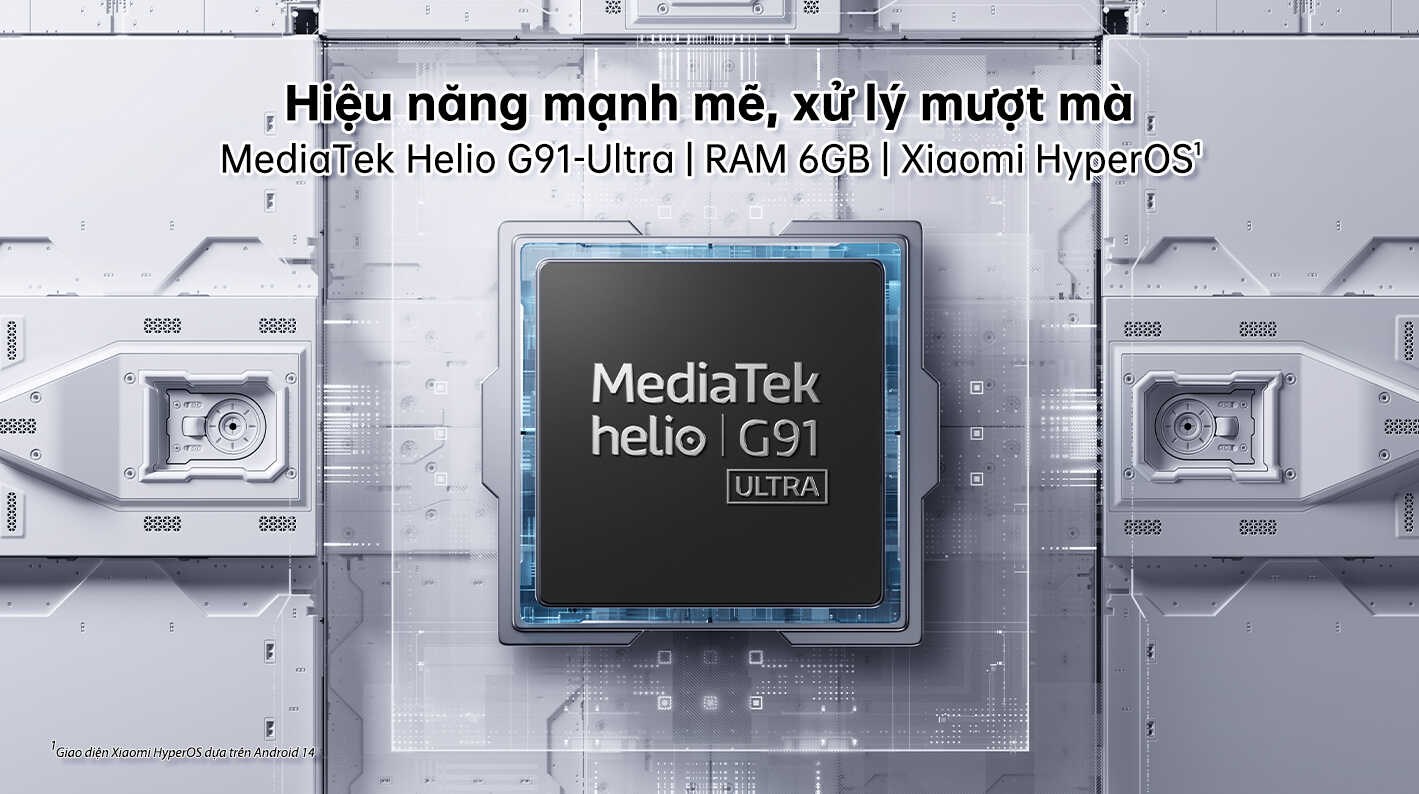 Hiệu năng mạnh mẽ, xử lý mượt mà
MediaTek Helio G91-Ultra | RAM 6GB | Xiaomi HyperOS¹
MediaTek
helio | G91
ULTRA
¹Giao diện Xiaomi HyperOS dựa trên Android 14